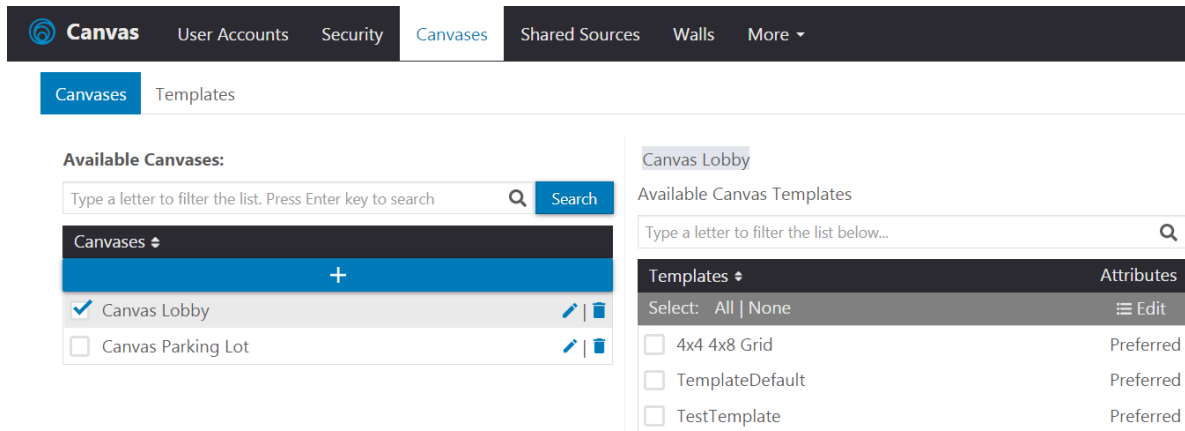 Canvas User Accounts Security Canvases Shared Sources Walls More
Canvases Templates
Available Canvases:
Type a letter to filter the list. Press Enter key to search Search
Canvases
+
Canvas Lobby |
Canvas Parking Lot |
Canvas Lobby
Available Canvas Templates
Type a letter to filter the list below...
Templates Attributes
Select: All | None Edit
4x4 4x8 Grid Preferred
TemplateDefault Preferred
TestTemplate Preferred